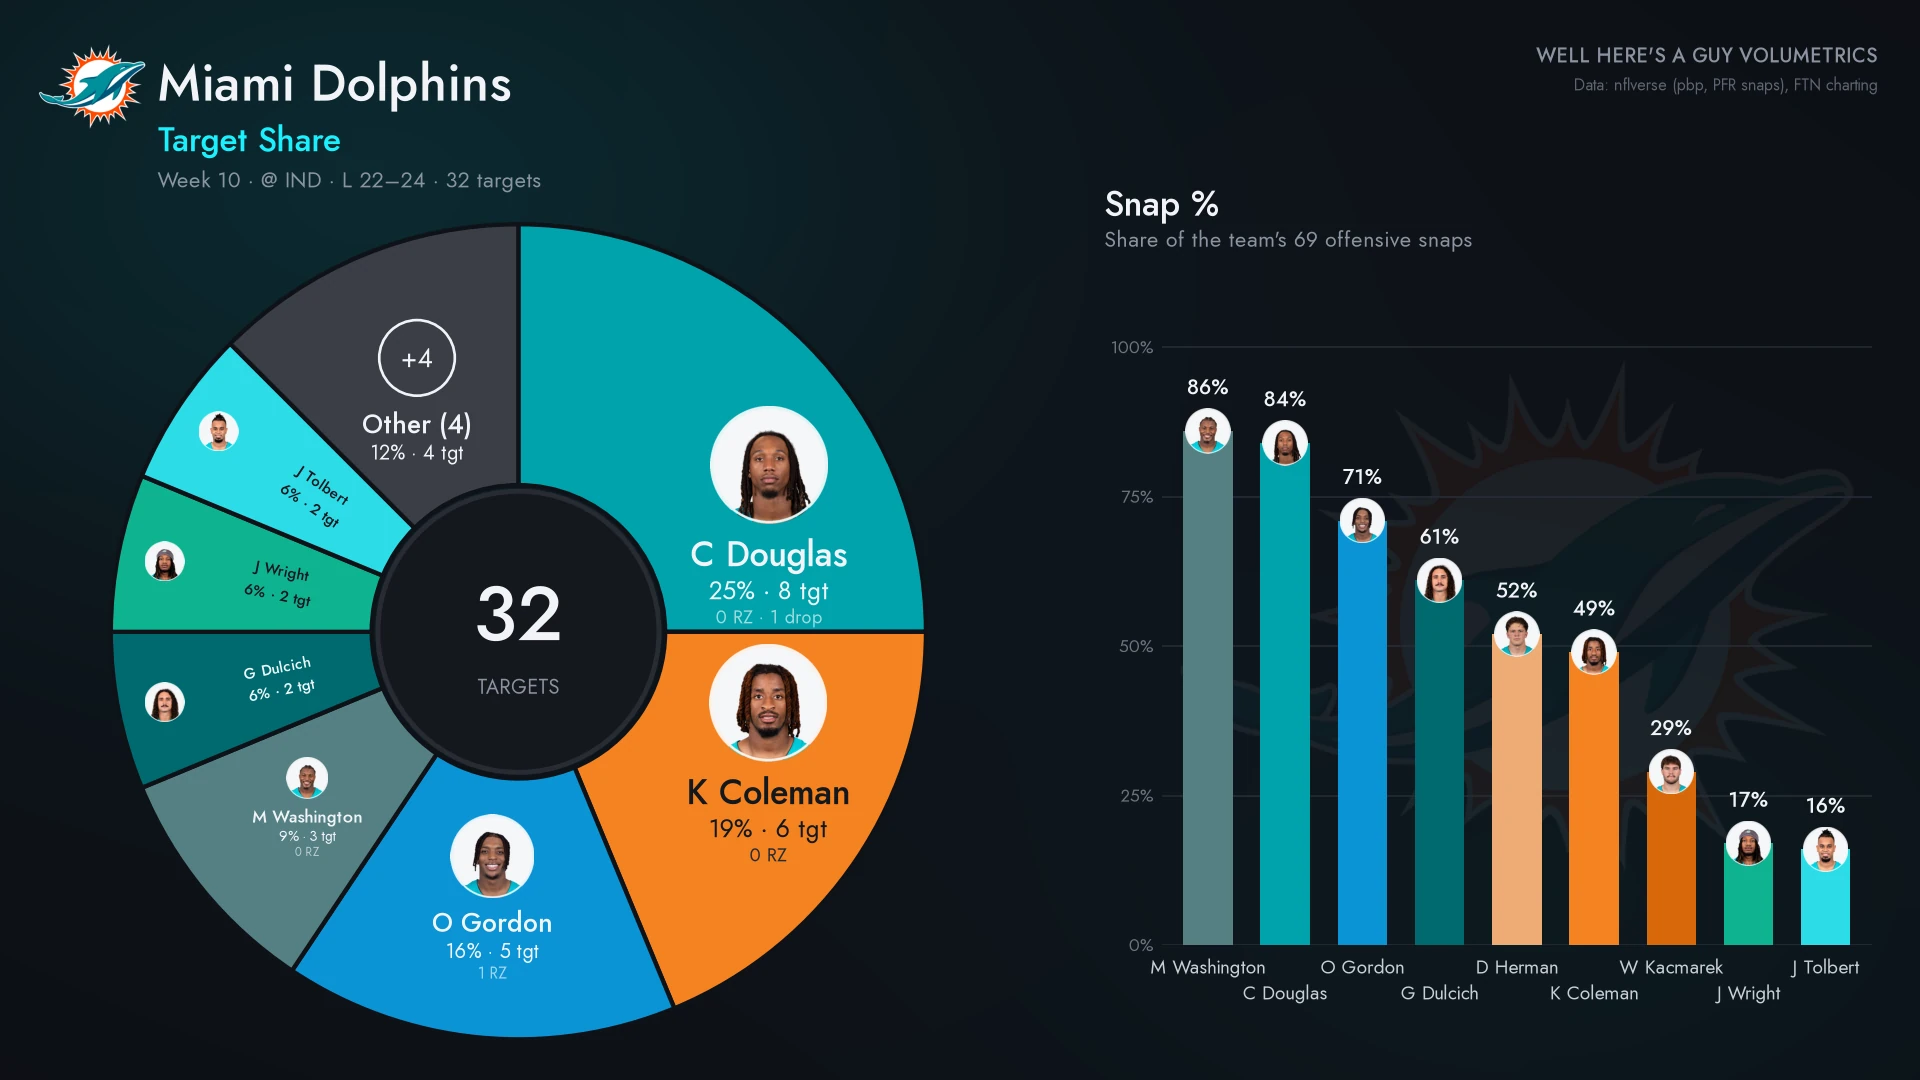 Miami Dolphins
Target Share
Week 10 · @ IND · L 22–24 · 32 targets
WELL HERE'S A GUY VOLUMETRICS
Data: nflverse (pbp, PFR snaps), FTN charting
+4
Other (4)
12% · 4 tgt
C Douglas
25% · 8 tgt
0 RZ · 1 drop
K Coleman
19% · 6 tgt
0 RZ
O Gordon
16% · 5 tgt
1 RZ
M Washington
9% · 3 tgt
0 RZ
G Dulcich
6% · 2 tgt
J Wright
6% · 2 tgt
J Tolbert
6% · 2 tgt
32
TARGETS
Snap %
Share of the team's 69 offensive snaps
100%
75%
50%
25%
0%
86%
84%
71%
61%
52%
49%
29%
17%
16%
M Washington
C Douglas
O Gordon
G Dulcich
D Herman
K Coleman
W Kacmarek
J Wright
J Tolbert